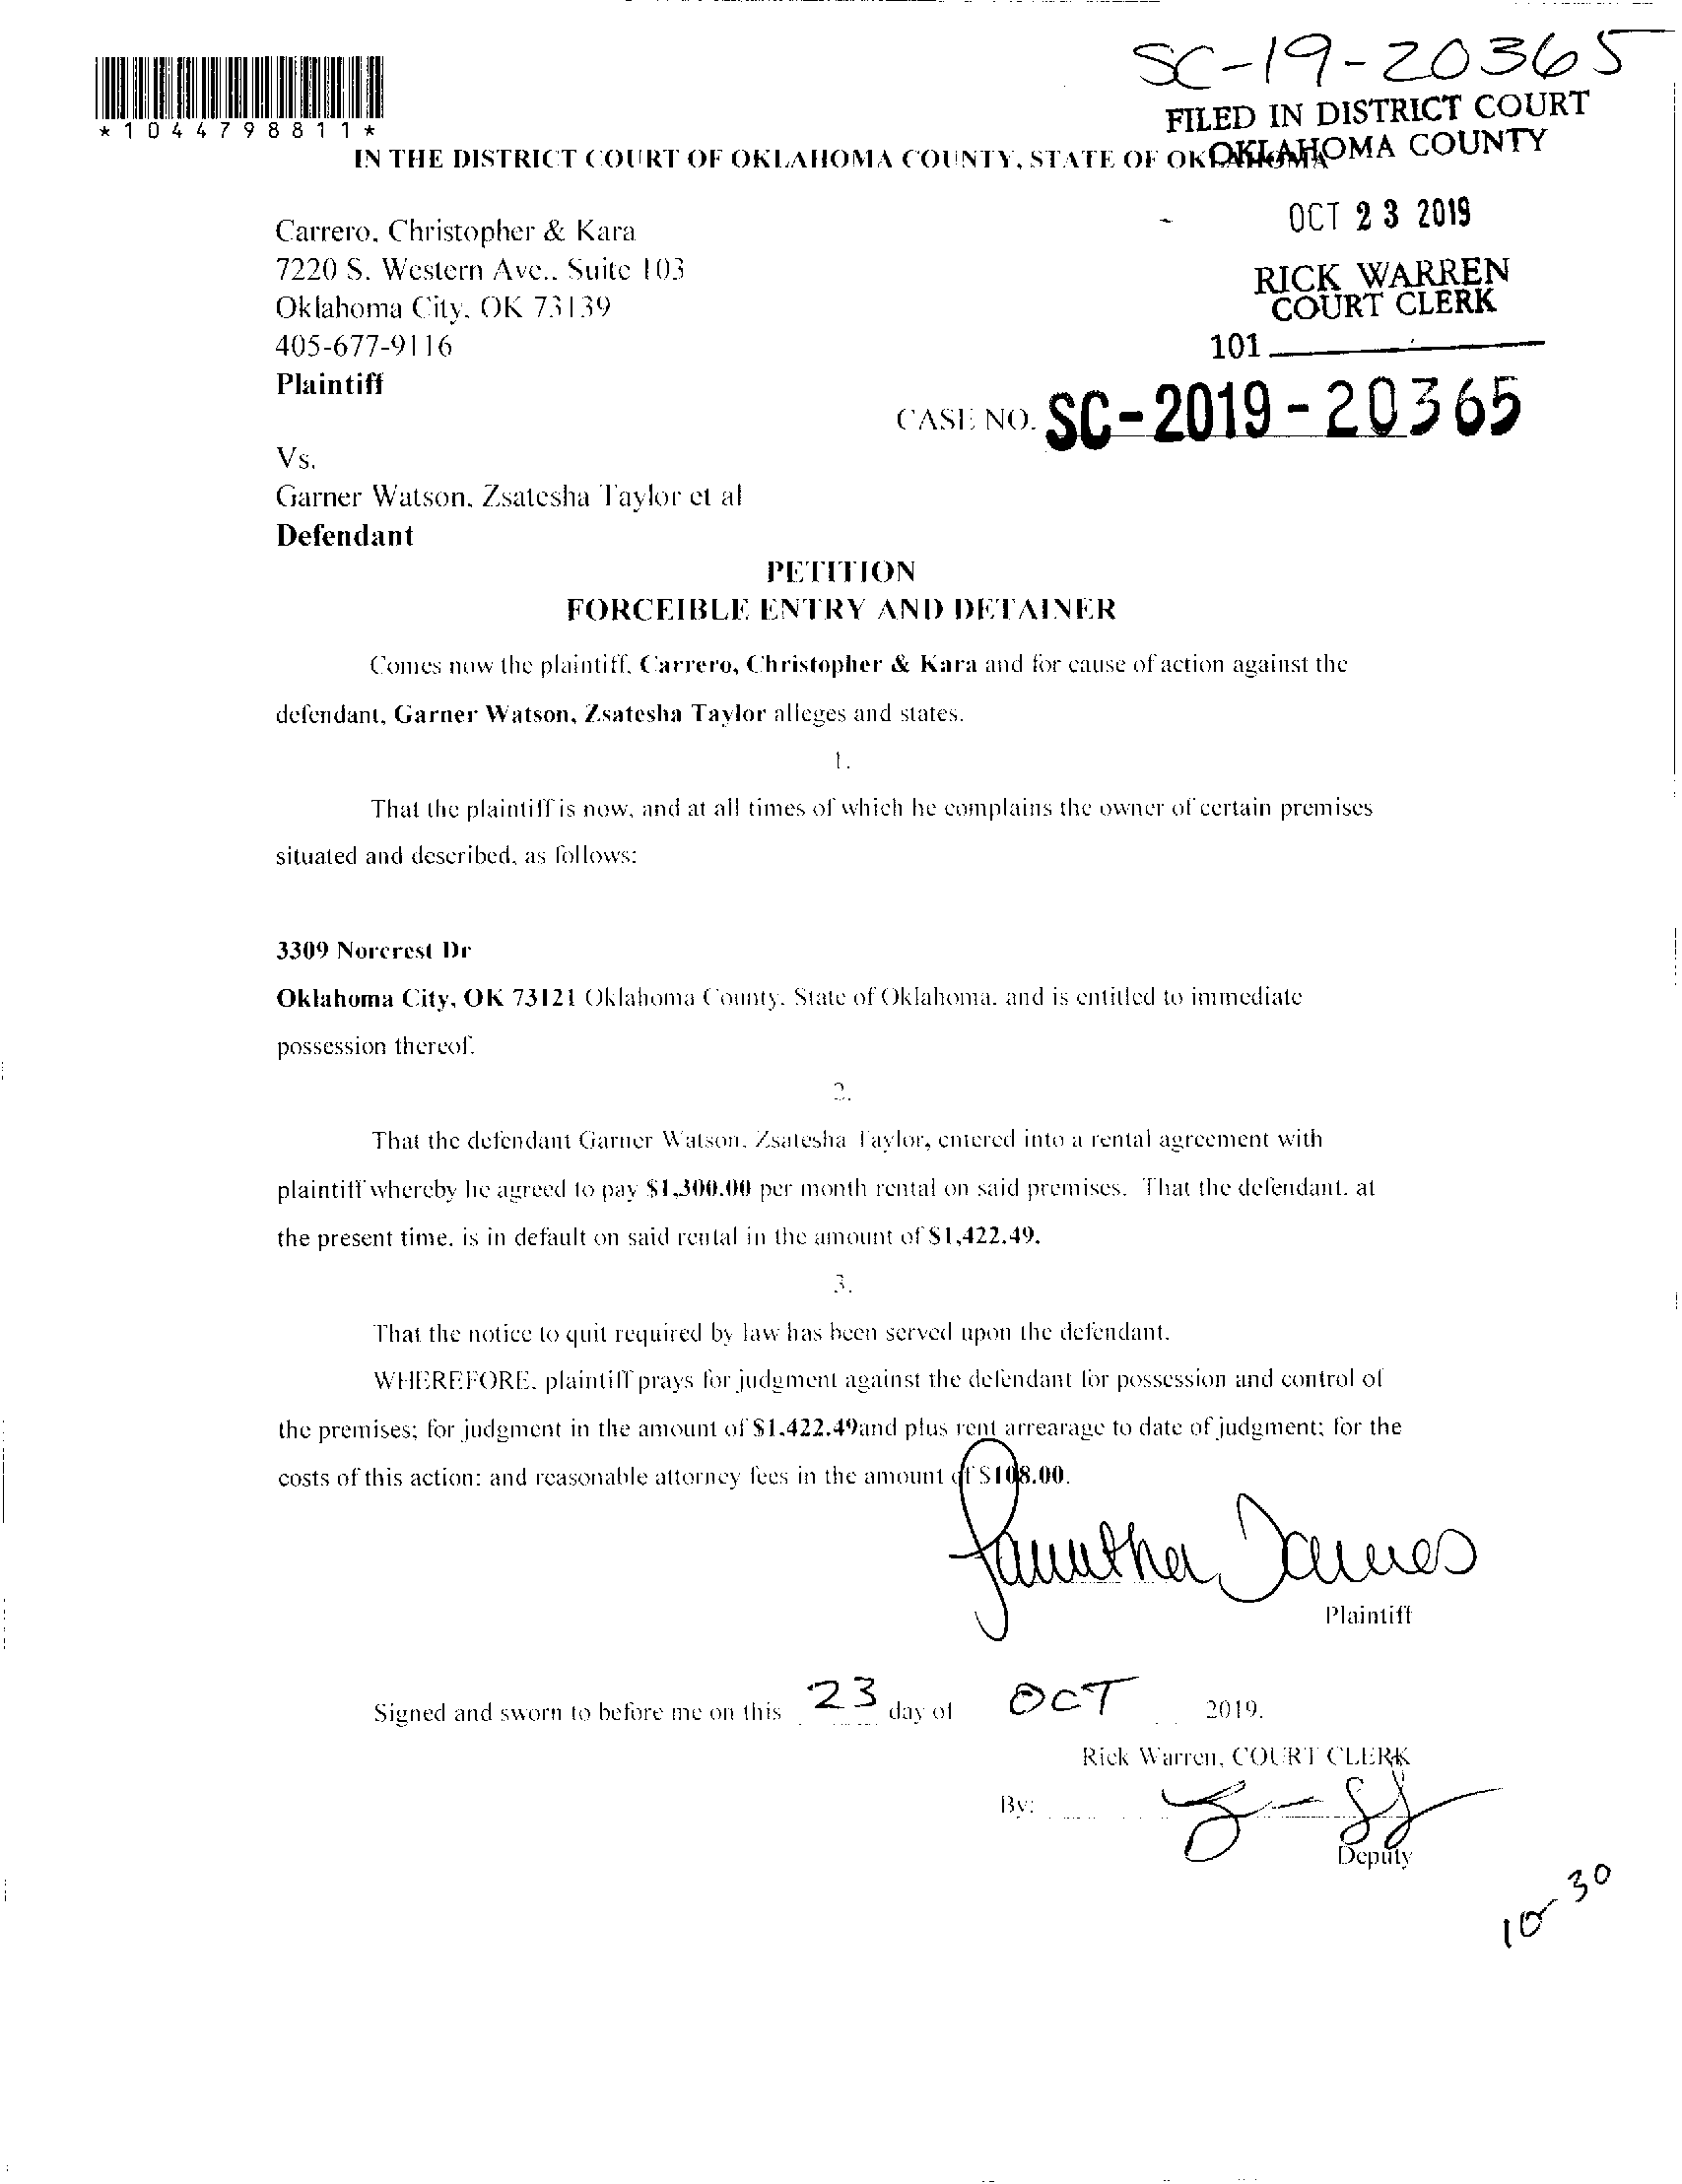 SC-19-20365
*1044798811*
FILED IN DISTRICT COURT
OKLAHOMA COUNTY
IN THE DISTRICT COURT OF OKLAHOMA COUNTY, STATE OF OKLAHOMA
OCT 23 2019
RICK WARREN
COURT CLERK
101
Carrero, Christopher & Kara
7220 S. Western Ave., Suite 103
Oklahoma City, OK 73139
405-677-9116
Plaintiff
CASE NO. SC-2019-20365
Vs.
Garner Watson, Zsatesha Taylor et al
Defendant
PETITION
FORCEIBLE ENTRY AND DETAINER
Comes now the plaintiff, Carrero, Christopher & Kara and for cause of action against the
defendant, Garner Watson, Zsatesha Taylor alleges and states.
1.
That the plaintiff is now, and at all times of which he complains the owner of certain premises
situated and described, as follows:
3309 Norcrest Dr
Oklahoma City, OK 73121 Oklahoma County, State of Oklahoma, and is entitled to immediate
possession thereof.
2.
That the defendant Garner Watson, Zsatesha Taylor, entered into a rental agreement with
plaintiff whereby he agreed to pay $1,300.00 per month rental on said premises. That the defendant, at
the present time, is in default on said rental in the amount of $1,422.49.
3.
That the notice to quit required by law has been served upon the defendant.
WHEREFORE, plaintiff prays for judgment against the defendant for possession and control of
the premises; for judgment in the amount of $1,422.49and plus rent arrearage to date of judgment; for the
costs of this action; and reasonable attorney fees in the amount of $108.00.
Samantha James
Plaintiff
Signed and sworn to before me on this 23 day of OCT 2019.
Rick Warren, COURT CLERK
By:
Deputy
10-30